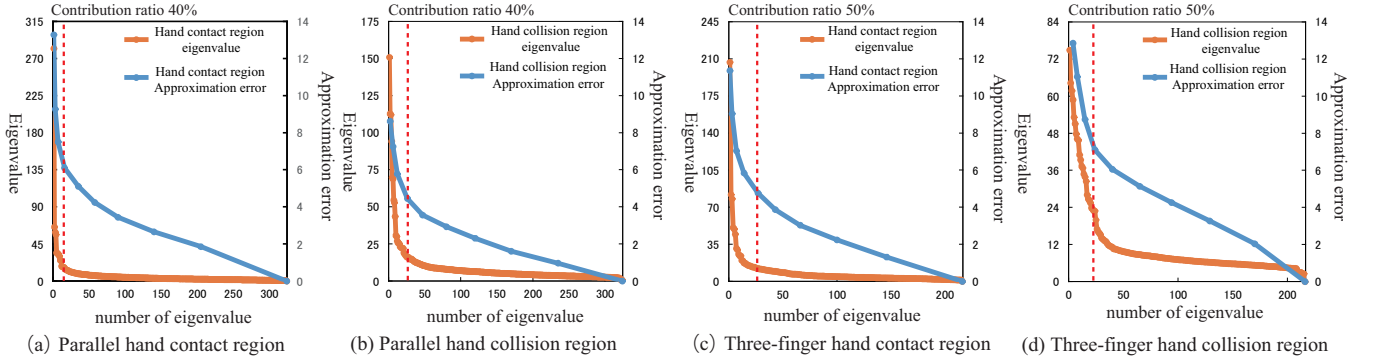 Contribution ratio 40%
315
270
225
180
135
90
45
0
Eigenvalue
14
12
10
8
6
4
2
0
Approximation error
Hand contact region
eigenvalue
Hand contact region
Approximation error
0 50 100 150 200 250 300
number of eigenvalue
(a) Parallel hand contact region
Contribution ratio 40%
175
150
125
100
75
50
25
0
Eigenvalue
14
12
10
8
6
4
2
0
Approximation error
Hand collision region
eigenvalue
Hand collision region
Approximation error
0 50 100 150 200 250 300
number of eigenvalue
(b) Parallel hand collision region
Contribution ratio 50%
245
210
175
140
105
70
35
0
Eigenvalue
14
12
10
8
6
4
2
0
Approximation error
Hand contact region
eigenvalue
Hand contact region
Approximation error
0 50 100 150 200
number of eigenvalue
(c) Three-finger hand contact region
Contribution ratio 50%
84
72
60
48
36
24
12
0
Eigenvalue
14
12
10
8
6
4
2
0
Approximation error
Hand collision region
eigenvalue
Hand collision region
Approximation error
0 50 100 150 200
number of eigenvalue
(d) Three-finger hand collision region